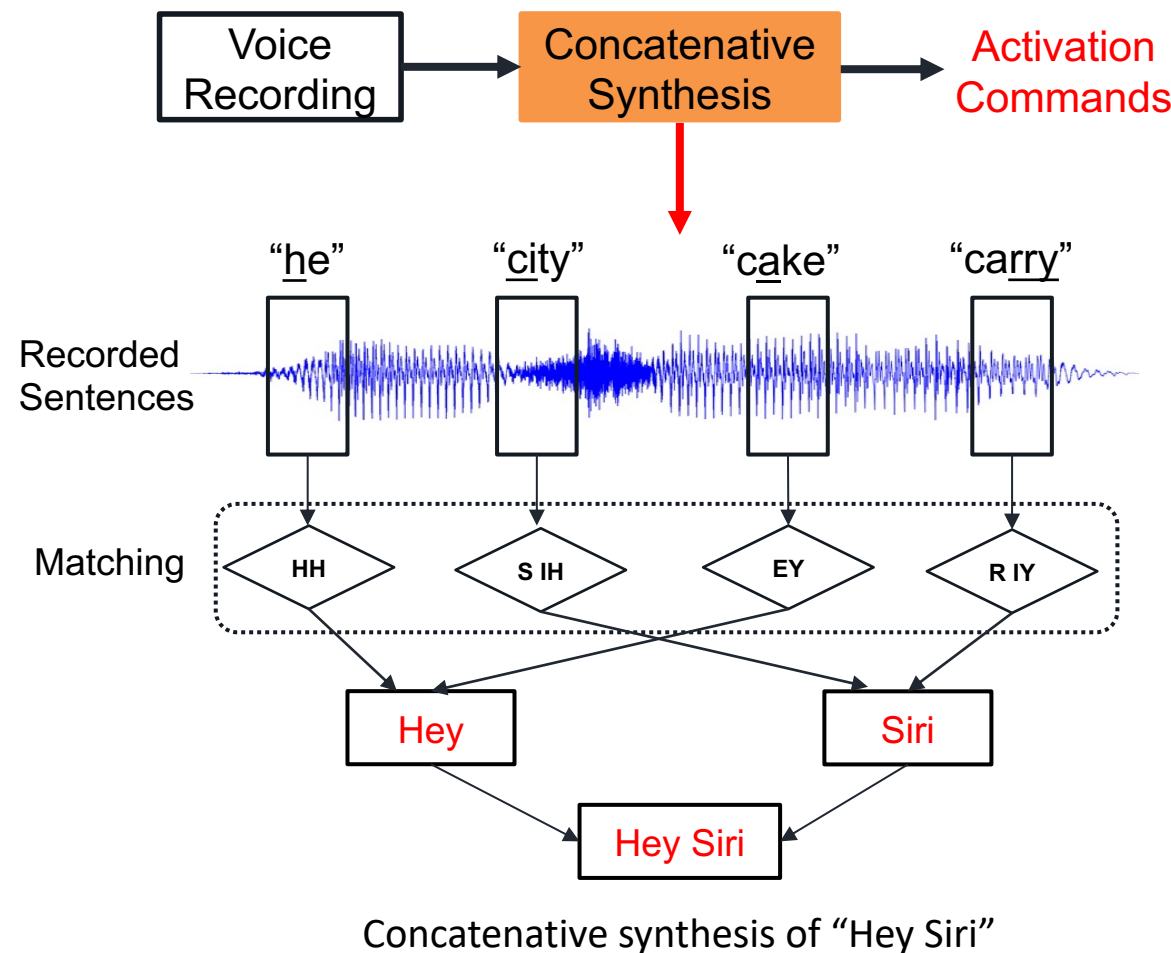 Voice
Recording
Concatenative
Synthesis
Activation
Commands
“he”
“city”
“cake”
“carry”
Recorded
Sentences
Matching
HH
S IH
EY
R IY
Hey
Siri
Hey Siri
Concatenative synthesis of “Hey Siri”